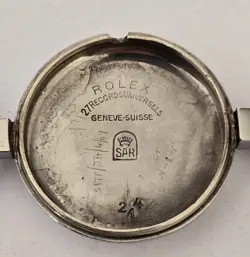 ROLEX
27 RECORDS UNIVERSELS
GENEVE-SUISSE
SAR
24